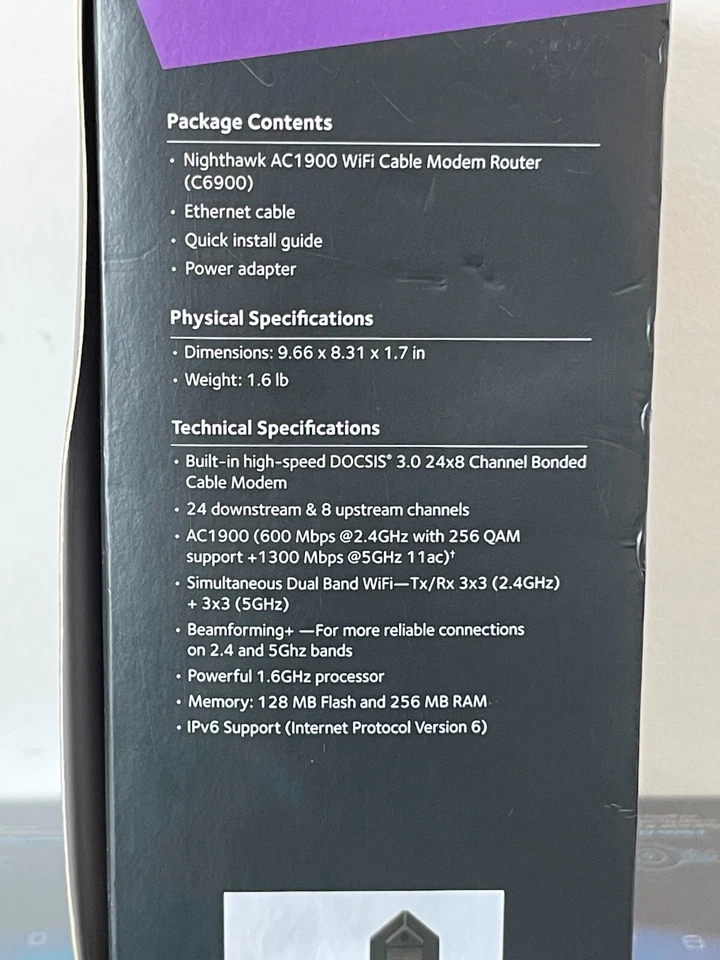 Package Contents
• Nighthawk AC1900 WiFi Cable Modem Router
(C6900)
• Ethernet cable
• Quick install guide
• Power adapter
Physical Specifications
• Dimensions: 9.66 x 8.31 x 1.7 in
• Weight: 1.6 lb
Technical Specifications
• Built-in high-speed DOCSIS® 3.0 24x8 Channel Bonded
Cable Modem
• 24 downstream & 8 upstream channels
• AC1900 (600 Mbps @2.4GHz with 256 QAM
support +1300 Mbps @5GHz 11ac)†
• Simultaneous Dual Band WiFi—Tx/Rx 3x3 (2.4GHz)
+ 3x3 (5GHz)
• Beamforming+ —For more reliable connections
on 2.4 and 5Ghz bands
• Powerful 1.6GHz processor
• Memory: 128 MB Flash and 256 MB RAM
• IPv6 Support (Internet Protocol Version 6)